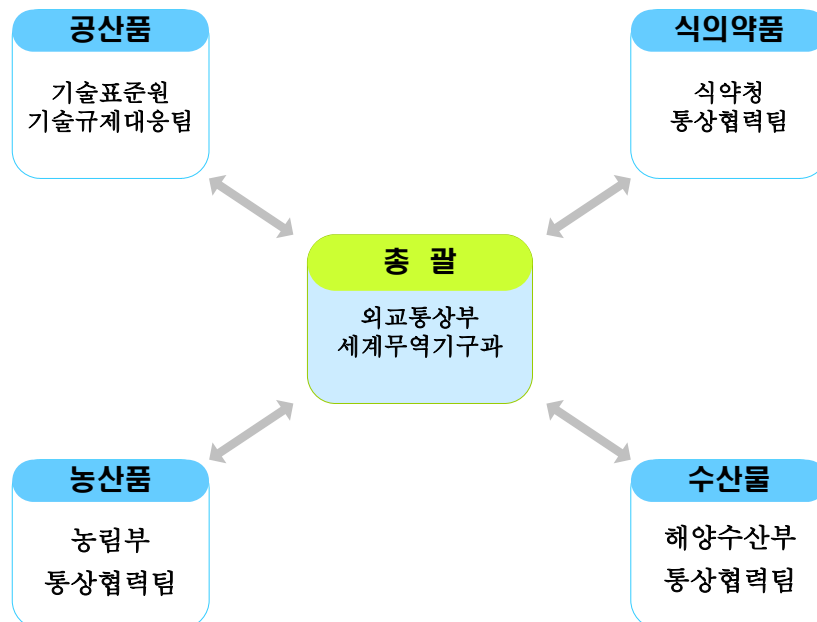 공산품
기술표준원
기술규제대응팀
식의약품
식약청
통상협력팀
총 괄
외교통상부
세계무역기구과
농산품
농림부
통상협력팀
수산물
해양수산부
통상협력팀